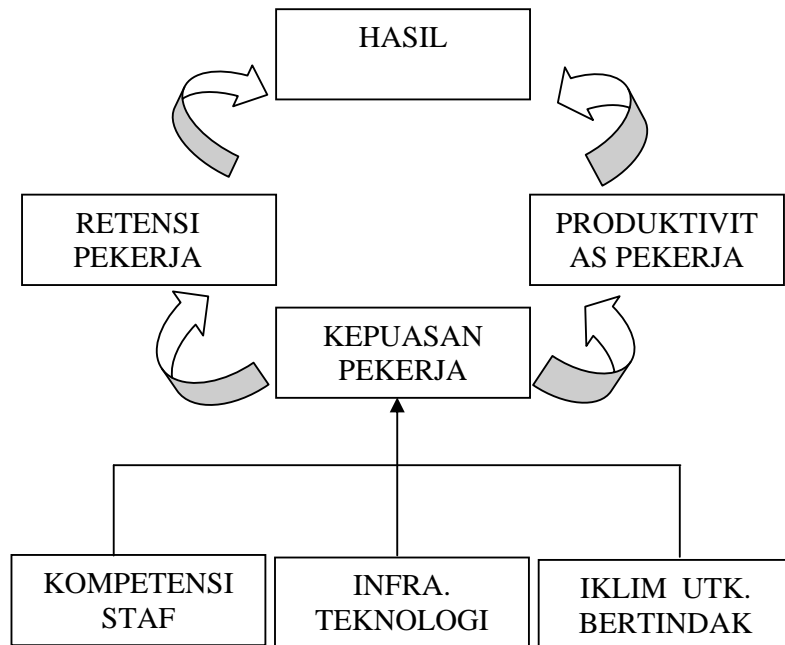 HASIL
RETENSI
PEKERJA
PRODUKTIVIT
AS PEKERJA
KEPUASAN
PEKERJA
KOMPETENSI
STAF
INFRA.
TEKNOLOGI
IKLIM UTK.
BERTINDAK